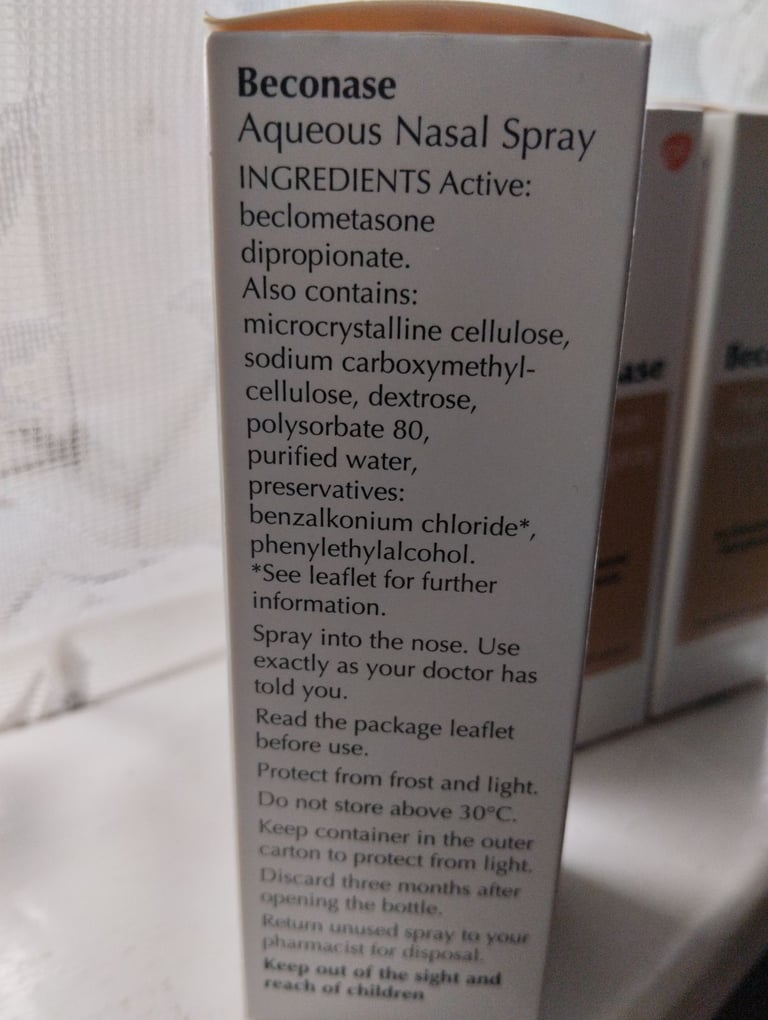 Beconase
Aqueous Nasal Spray
INGREDIENTS Active:
beclometasone
dipropionate.
Also contains:
microcrystalline cellulose,
sodium carboxymethyl-
cellulose, dextrose,
polysorbate 80,
purified water,
preservatives:
benzalkonium chloride*,
phenylethylalcohol.
*See leaflet for further
information.
Spray into the nose. Use
exactly as your doctor has
told you.
Read the package leaflet
before use.
Protect from frost and light.
Do not store above 30°C.
Keep container in the outer
carton to protect from light.
Discard three months after
opening the bottle.
Return unused spray to your
pharmacist for disposal.
Keep out of the sight and
reach of children
ase
Bec